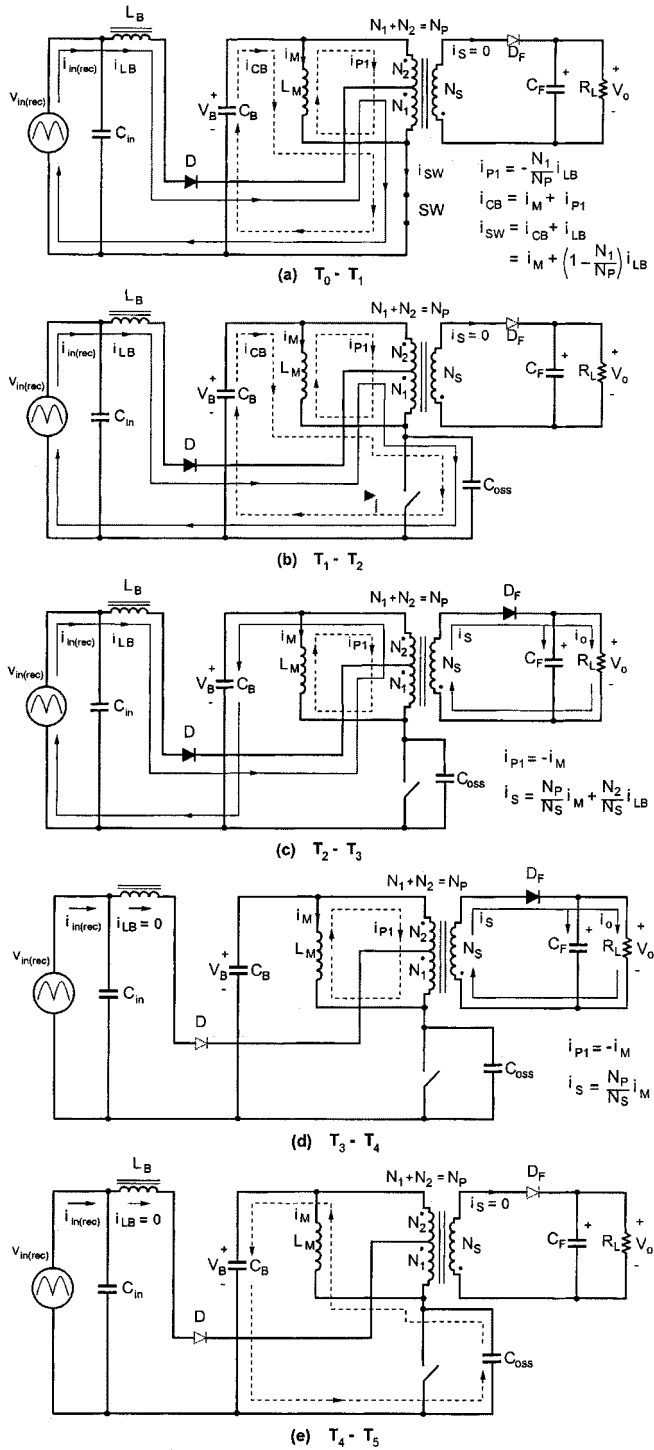 L_B
N_1 + N_2 = N_P
i_in(rec) i_LB
i_CB i_M i_P1 N_2 i_S = 0 D_F
V_in(rec) C_in
V_B + - C_B L_M N_1 N_S
C_F + R_L + V_o -
D
i_SW
SW
i_P1 = - N_1/N_P i_LB
i_CB = i_M + i_P1
i_SW = i_CB + i_LB
= i_M + (1 - N_1/N_P) i_LB
(a) T_0 - T_1
L_B
N_1 + N_2 = N_P
i_in(rec) i_LB
i_CB i_M i_P1 N_2 i_S = 0 D_F
V_in(rec) C_in
V_B + - C_B L_M N_1 N_S
C_F + R_L + V_o -
D
i
C_oss
(b) T_1 - T_2
L_B
N_1 + N_2 = N_P
D_F
i_in(rec) i_LB
i_M i_P1 N_2 i_S i_o
V_in(rec) C_in
V_B + - C_B L_M N_1 N_S
C_F + R_L + V_o -
D
C_oss
i_P1 = -i_M
i_S = N_P/N_S i_M + N_2/N_S i_LB
(c) T_2 - T_3
L_B
N_1 + N_2 = N_P
D_F
i_in(rec) i_LB = 0
i_M i_P1 N_2 i_S i_o
V_in(rec) C_in
V_B + - C_B L_M N_1 N_S
C_F + R_L + V_o -
D
C_oss
i_P1 = -i_M
i_S = N_P/N_S i_M
(d) T_3 - T_4
L_B
N_1 + N_2 = N_P
D_F
i_in(rec) i_LB = 0
i_M N_2 i_S = 0
V_in(rec) C_in
V_B + - C_B L_M N_1 N_S
C_F + R_L + V_o -
D
C_oss
(e) T_4 - T_5